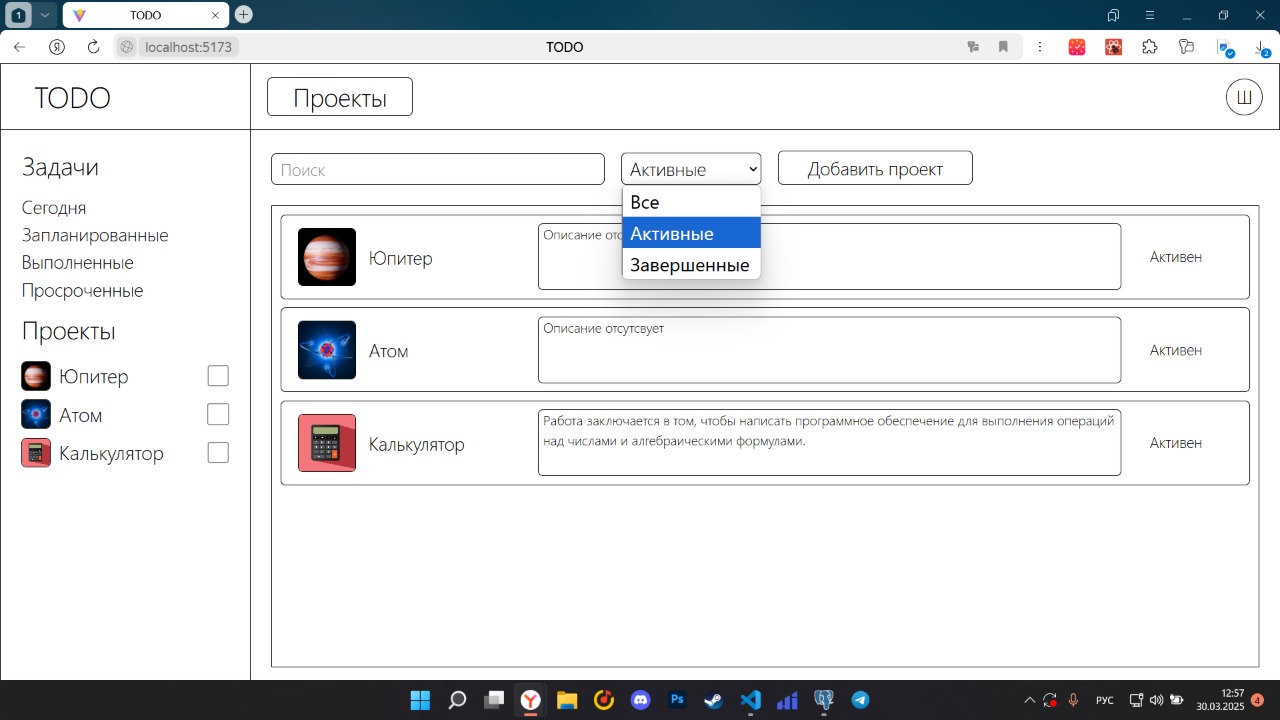 1
TODO
Я
localhost:5173
TODO
2
TODO
Проекты
Ш
Задачи
Сегодня
Запланированные
Выполненные
Просроченные
Проекты
Юпитер
Атом
Калькулятор
Поиск
Активные
Добавить проект
Все
Активные
Завершенные
Юпитер
Описание отс
Активен
Атом
Описание отсутсвует
Активен
Калькулятор
Работа заключается в том, чтобы написать программное обеспечение для выполнения операций
над числами и алгебраическими формулами.
Активен
Y
Ps
РУС
12:57
30.03.2025
4